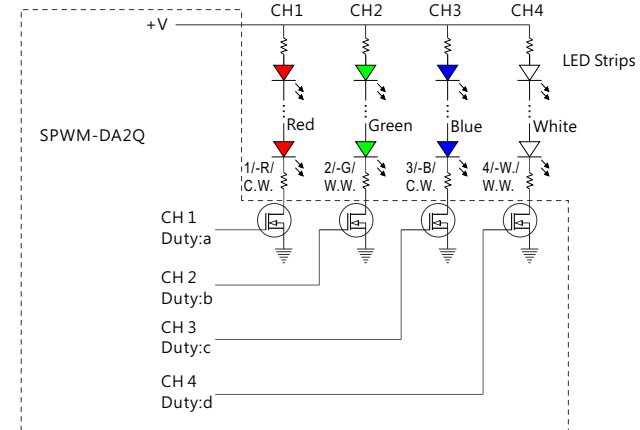 CH1 CH2 CH3 CH4
+V
LED Strips
SPWM-DA2Q
Red
Green
Blue
White
1/-R/
C.W.
2/-G/
W.W.
3/-B/
C.W.
4/-W./
W.W.
CH 1
Duty:a
CH 2
Duty:b
CH 3
Duty:c
CH 4
Duty:d